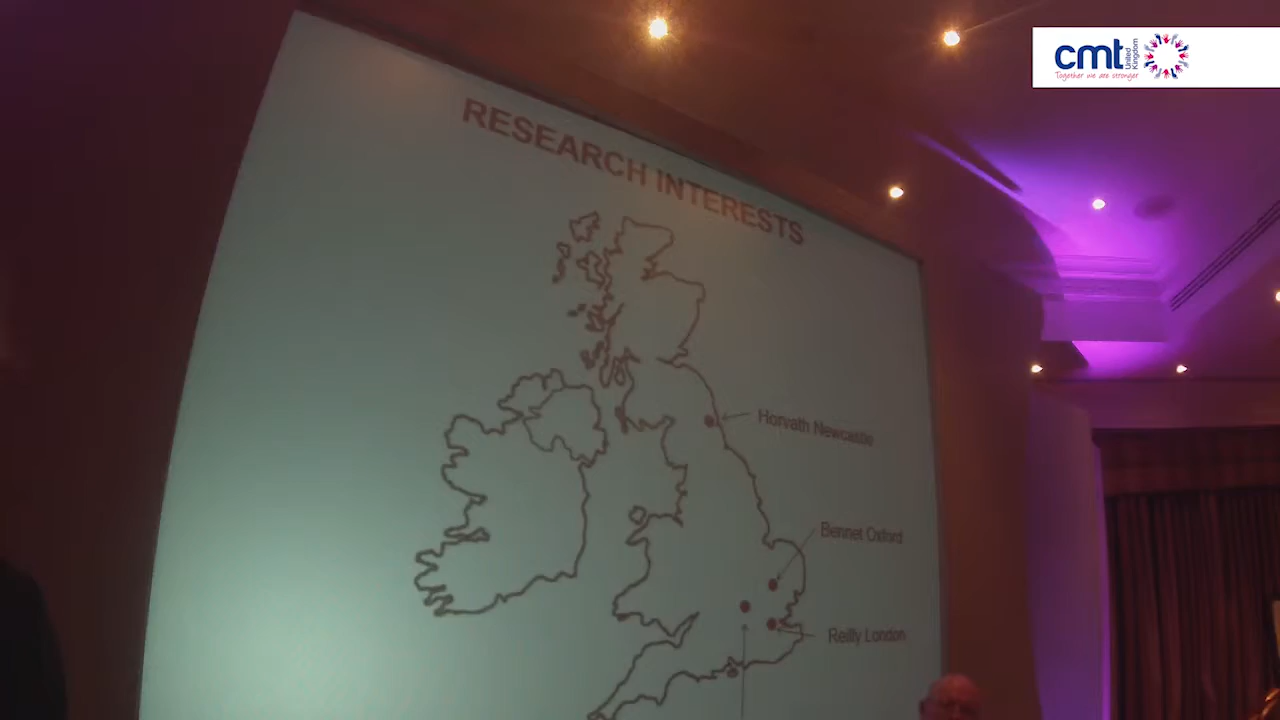 cmt
United
Kingdom
Together we are stronger
RESEARCH INTERESTS
Horvath Newcastle
Bennet Oxford
Reilly London